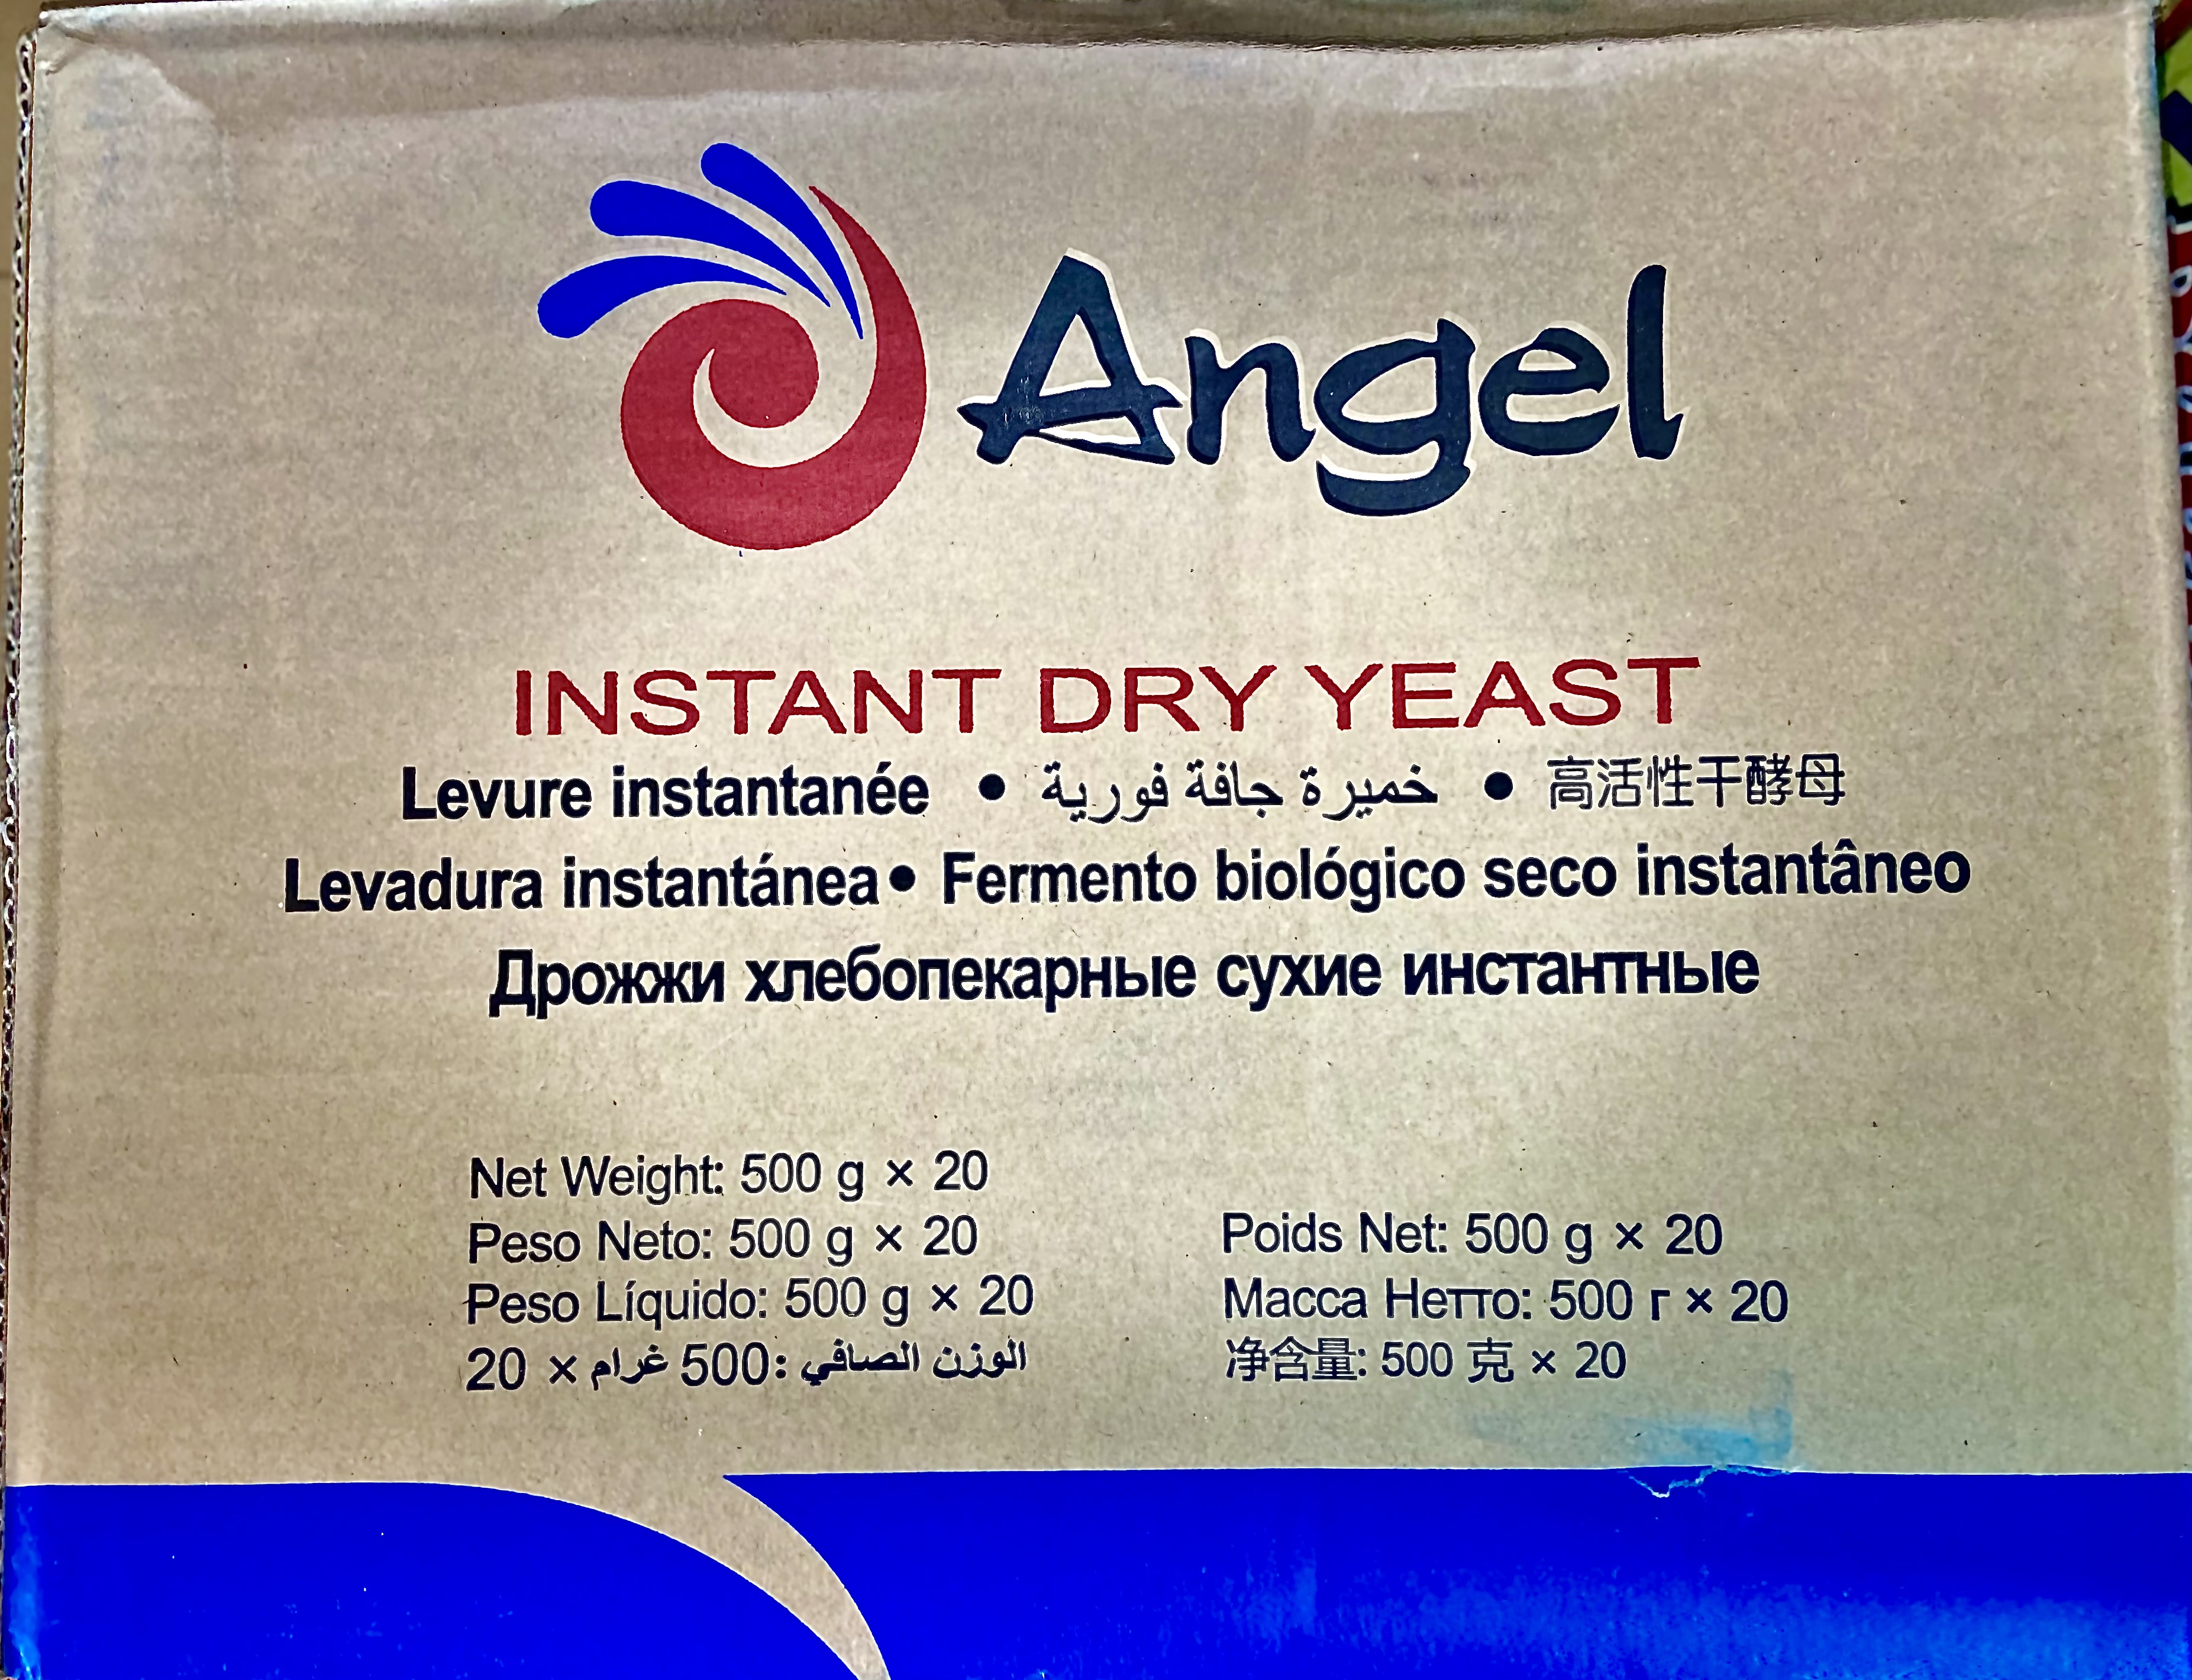 Angel
INSTANT DRY YEAST
Levure instantanée • خميرة جافة فورية • 高活性干酵母
Levadura instantánea • Fermento biológico seco instantâneo
Дрожжи хлебопекарные сухие инстантные
Net Weight: 500 g × 20
Peso Neto: 500 g × 20
Peso Líquido: 500 g × 20
الوزن الصافي :500 غرام × 20
Poids Net: 500 g × 20
Масса Нетто: 500 г × 20
净含量: 500 克 × 20